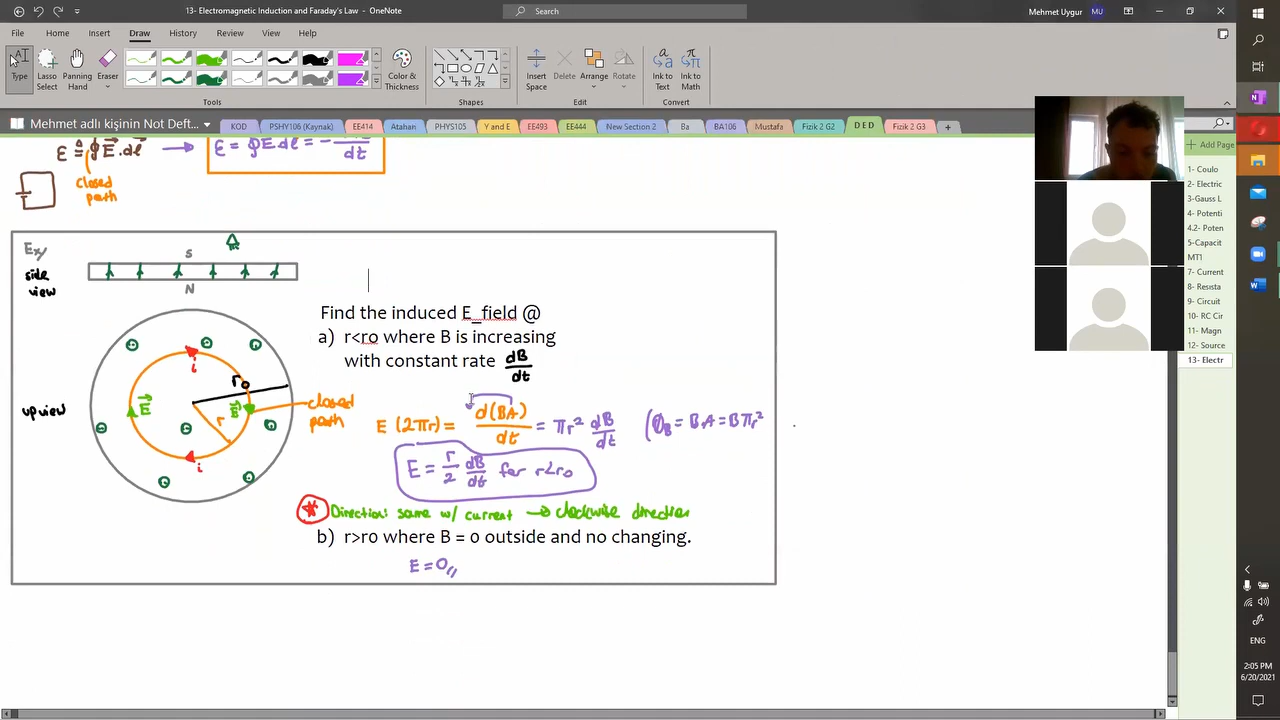 13- Electromagnetic Induction and Faraday's Law - OneNote
Search
Mehmet Uygur
MU
File Home Insert Draw History Review View Help
Type
Lasso Select
Panning Hand
Eraser
Color & Thickness
Insert Space
Delete
Arrange
Rotate
Ink to Text
Ink to Math
Tools
Shapes
Edit
Convert
Mehmet adlı kişinin Not Deft...
KOD PSHY106 (Kaynak) EE414 Atahan PHYS105 Y and E EE493 EE444 New Section 2 Ba BA106 Mustafa Fizik 2 G2 D E D Fizik 2 G3
Add Page
1- Coulo
2- Electric
3-Gauss L
4- Potenti
4.2- Poten
5-Capacit
MT1
7- Current
8- Resista
9- Circuit
10- RC Cir
11- Magn
12- Source
13- Electr
ε ≜ ∮E⃗.dl⃗ → ε = ∮E.dl = - dt
closed path
Ex/
side view
S
N
up view
i
r₀
E⃗
E⃗
r
i
closed path
Find the induced E_field @
a) r<ro where B is increasing
with constant rate dB/dt
E (2πr) = d(BA)/dt = πr² dB/dt (Ø_B = BA = Bπr²
E = r/2 dB/dt for r<r₀
* Direction: same w/ current → clockwise direction
b) r>r0 where B = 0 outside and no changing.
E = 0//
ENG
2:05 PM
6/20/2021